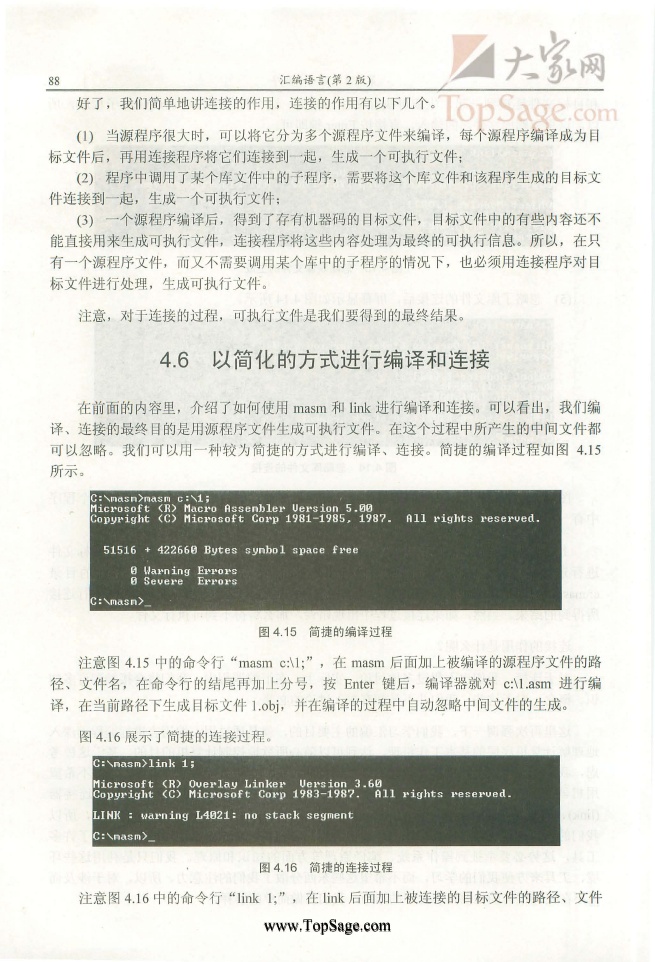 大家网
TopSage.com
88
汇编语言(第 2 版)
好了，我们简单地讲连接的作用，连接的作用有以下几个。
(1) 当源程序很大时，可以将它分为多个源程序文件来编译，每个源程序编译成为目
标文件后，再用连接程序将它们连接到一起，生成一个可执行文件；
(2) 程序中调用了某个库文件中的子程序，需要将这个库文件和该程序生成的目标文
件连接到一起，生成一个可执行文件；
(3) 一个源程序编译后，得到了存有机器码的目标文件，目标文件中的有些内容还不
能直接用来生成可执行文件，连接程序将这些内容处理为最终的可执行信息。所以，在只
有一个源程序文件，而又不需要调用某个库中的子程序的情况下，也必须用连接程序对目
标文件进行处理，生成可执行文件。
注意，对于连接的过程，可执行文件是我们要得到的最终结果。
4.6 以简化的方式进行编译和连接
在前面的内容里，介绍了如何使用 masm 和 link 进行编译和连接。可以看出，我们编
译、连接的最终目的是用源程序文件生成可执行文件。在这个过程中所产生的中间文件都
可以忽略。我们可以用一种较为简捷的方式进行编译、连接。简捷的编译过程如图 4.15
所示。
C:\masm>masm c:\1;
Microsoft (R) Macro Assembler Version 5.00
Copyright (C) Microsoft Corp 1981-1985, 1987. All rights reserved.
51516 + 422660 Bytes symbol space free
0 Warning Errors
0 Severe Errors
C:\masm>_
图 4.15 简捷的编译过程
注意图 4.15 中的命令行“masm c:\1;”，在 masm 后面加上被编译的源程序文件的路
径、文件名，在命令行的结尾再加上分号，按 Enter 键后，编译器就对 c:\1.asm 进行编
译，在当前路径下生成目标文件 1.obj，并在编译的过程中自动忽略中间文件的生成。
图 4.16 展示了简捷的连接过程。
C:\masm>link 1;
Microsoft (R) Overlay Linker Version 3.60
Copyright (C) Microsoft Corp 1983-1987. All rights reserved.
LINK : warning L4021: no stack segment
C:\masm>_
图 4.16 简捷的连接过程
注意图 4.16 中的命令行“link 1;”，在 link 后面加上被连接的目标文件的路径、文件
www.TopSage.com